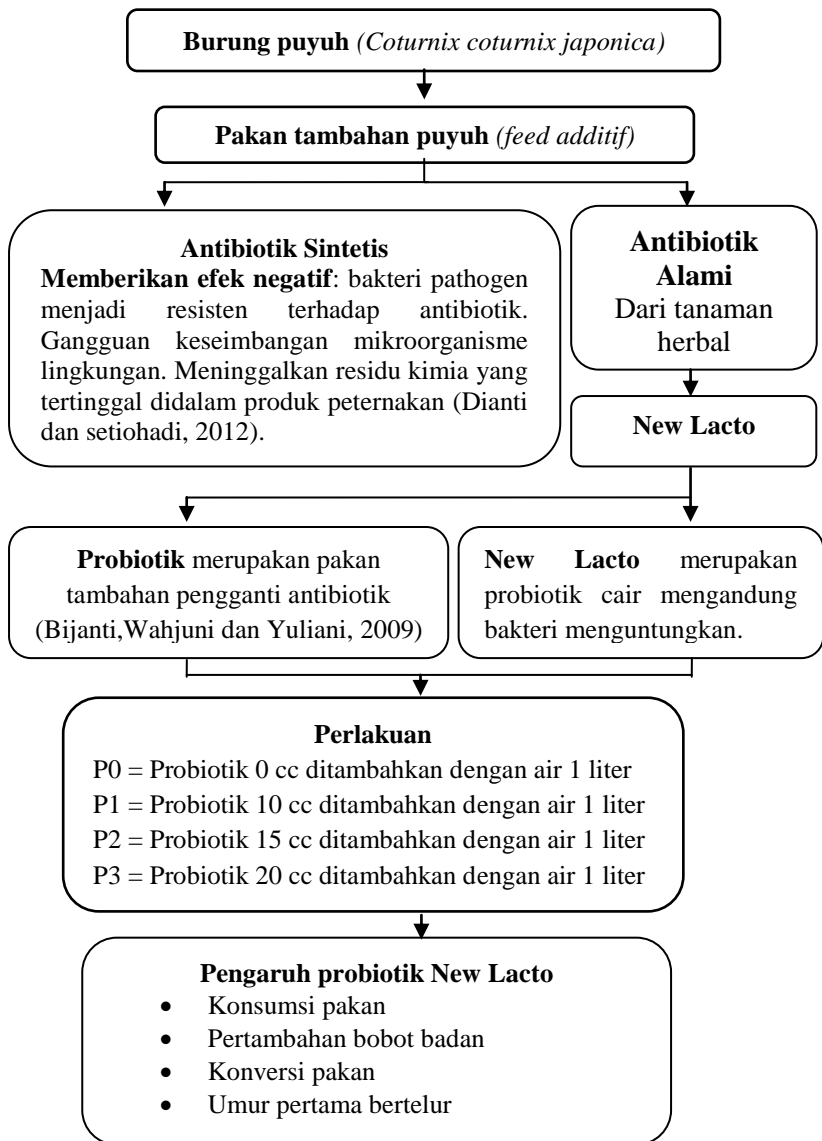 Burung puyuh (Coturnix coturnix japonica)
Pakan tambahan puyuh (feed additif)
Antibiotik Sintetis
Memberikan efek negatif: bakteri pathogen
menjadi resisten terhadap antibiotik.
Gangguan keseimbangan mikroorganisme
lingkungan. Meninggalkan residu kimia yang
tertinggal didalam produk peternakan (Dianti
dan setiohadi, 2012).
Antibiotik
Alami
Dari tanaman
herbal
New Lacto
Probiotik merupakan pakan
tambahan pengganti antibiotik
(Bijanti,Wahjuni dan Yuliani, 2009)
New Lacto merupakan
probiotik cair mengandung
bakteri menguntungkan.
Perlakuan
P0 = Probiotik 0 cc ditambahkan dengan air 1 liter
P1 = Probiotik 10 cc ditambahkan dengan air 1 liter
P2 = Probiotik 15 cc ditambahkan dengan air 1 liter
P3 = Probiotik 20 cc ditambahkan dengan air 1 liter
Pengaruh probiotik New Lacto
• Konsumsi pakan
• Pertambahan bobot badan
• Konversi pakan
• Umur pertama bertelur